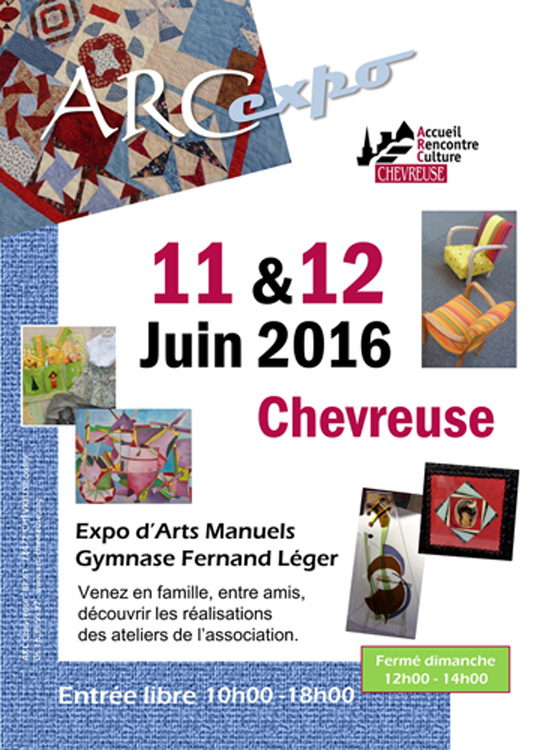 ARC expo
Accueil
Rencontre
Culture
CHEVREUSE
11 & 12
Juin 2016
Chevreuse
Expo d'Arts Manuels
Gymnase Fernand Léger
Venez en famille, entre amis,
découvrir les réalisations
des ateliers de l'association.
Fermé dimanche
12h00 - 14h00
Entrée libre 10h00 -18h00